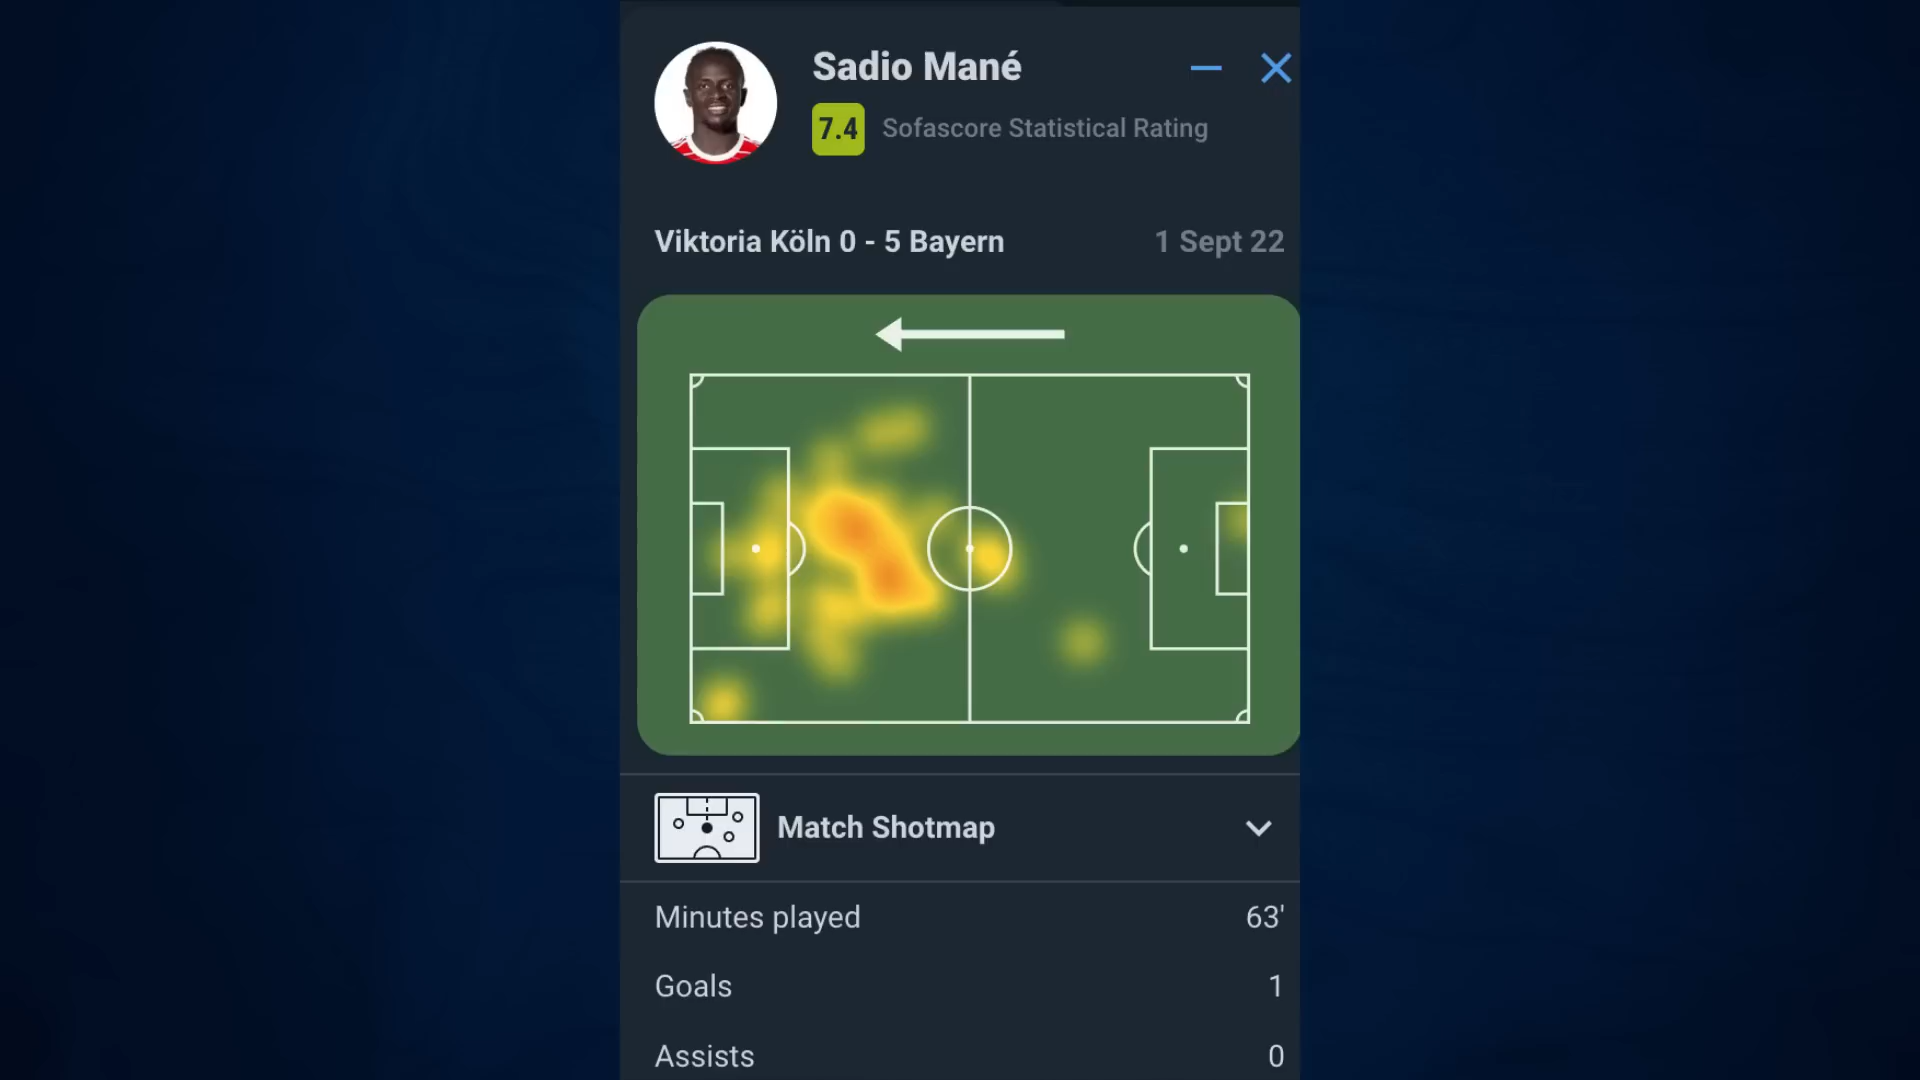 Sadio Mané
7.4 Sofascore Statistical Rating
Viktoria Köln 0 - 5 Bayern 1 Sept 22
Match Shotmap
Minutes played 63'
Goals 1
Assists 0